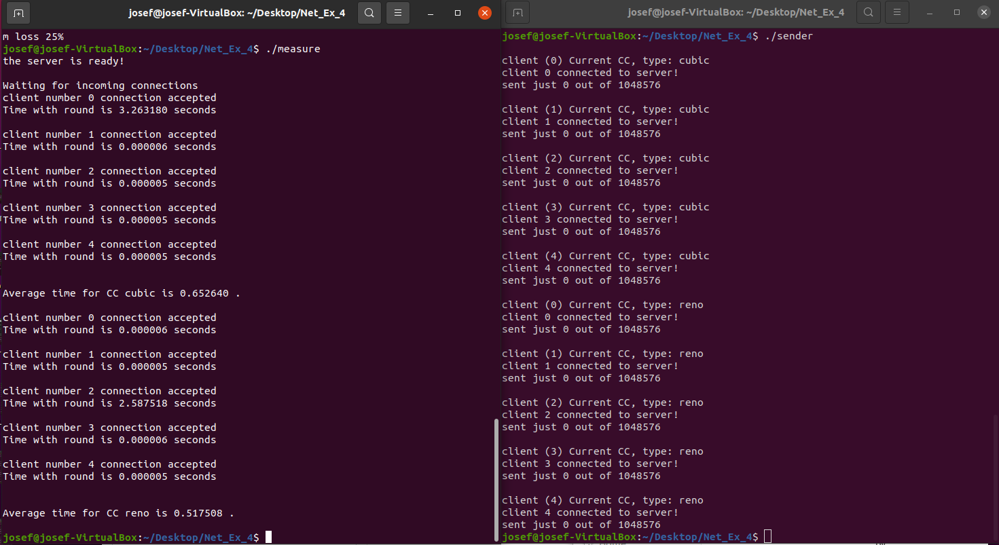 josef@josef-VirtualBox: ~/Desktop/Net_Ex_4
m loss 25%
josef@josef-VirtualBox:~/Desktop/Net_Ex_4$ ./measure
the server is ready!
Waiting for incoming connections
client number 0 connection accepted
Time with round is 3.263180 seconds
client number 1 connection accepted
Time with round is 0.000006 seconds
client number 2 connection accepted
Time with round is 0.000005 seconds
client number 3 connection accepted
Time with round is 0.000005 seconds
client number 4 connection accepted
Time with round is 0.000005 seconds
Average time for CC cubic is 0.652640 .
client number 0 connection accepted
Time with round is 0.000006 seconds
client number 1 connection accepted
Time with round is 0.000005 seconds
client number 2 connection accepted
Time with round is 2.587518 seconds
client number 3 connection accepted
Time with round is 0.000006 seconds
client number 4 connection accepted
Time with round is 0.000005 seconds
Average time for CC reno is 0.517508 .
josef@josef-VirtualBox:~/Desktop/Net_Ex_4$
josef@josef-VirtualBox: ~/Desktop/Net_Ex_4
josef@josef-VirtualBox:~/Desktop/Net_Ex_4$ ./sender
client (0) Current CC, type: cubic
client 0 connected to server!
sent just 0 out of 1048576
client (1) Current CC, type: cubic
client 1 connected to server!
sent just 0 out of 1048576
client (2) Current CC, type: cubic
client 2 connected to server!
sent just 0 out of 1048576
client (3) Current CC, type: cubic
client 3 connected to server!
sent just 0 out of 1048576
client (4) Current CC, type: cubic
client 4 connected to server!
sent just 0 out of 1048576
client (0) Current CC, type: reno
client 0 connected to server!
sent just 0 out of 1048576
client (1) Current CC, type: reno
client 1 connected to server!
sent just 0 out of 1048576
client (2) Current CC, type: reno
client 2 connected to server!
sent just 0 out of 1048576
client (3) Current CC, type: reno
client 3 connected to server!
sent just 0 out of 1048576
client (4) Current CC, type: reno
client 4 connected to server!
sent just 0 out of 1048576
josef@josef-VirtualBox:~/Desktop/Net_Ex_4$